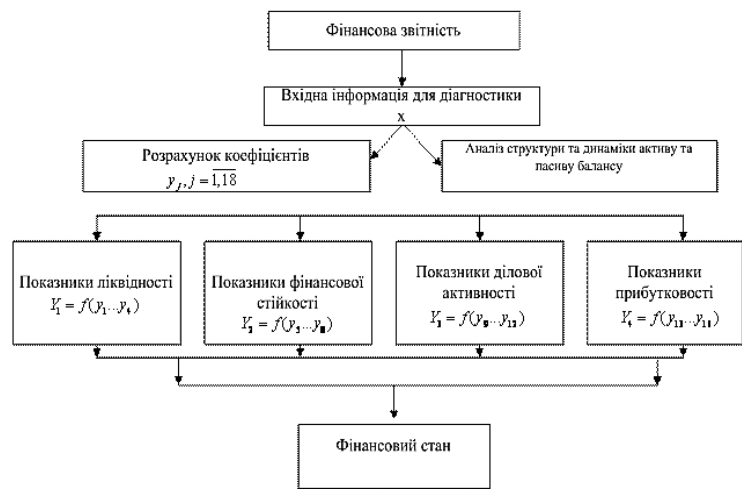 Фінансова звітність
Вхідна інформація для діагностики
x
Розрахунок коефіцієнтів
y_j, j = \overline{1,18}
Аналіз структури та динаміки активу та
пасиву балансу
Показники ліквідності
Y_1 = f(y_1...y_4)
Показники фінансової
стійкості
Y_2 = f(y_5...y_8)
Показники ділової
активності
Y_3 = f(y_9...y_12)
Показники
прибутковості
Y_4 =
Фінансовий стан